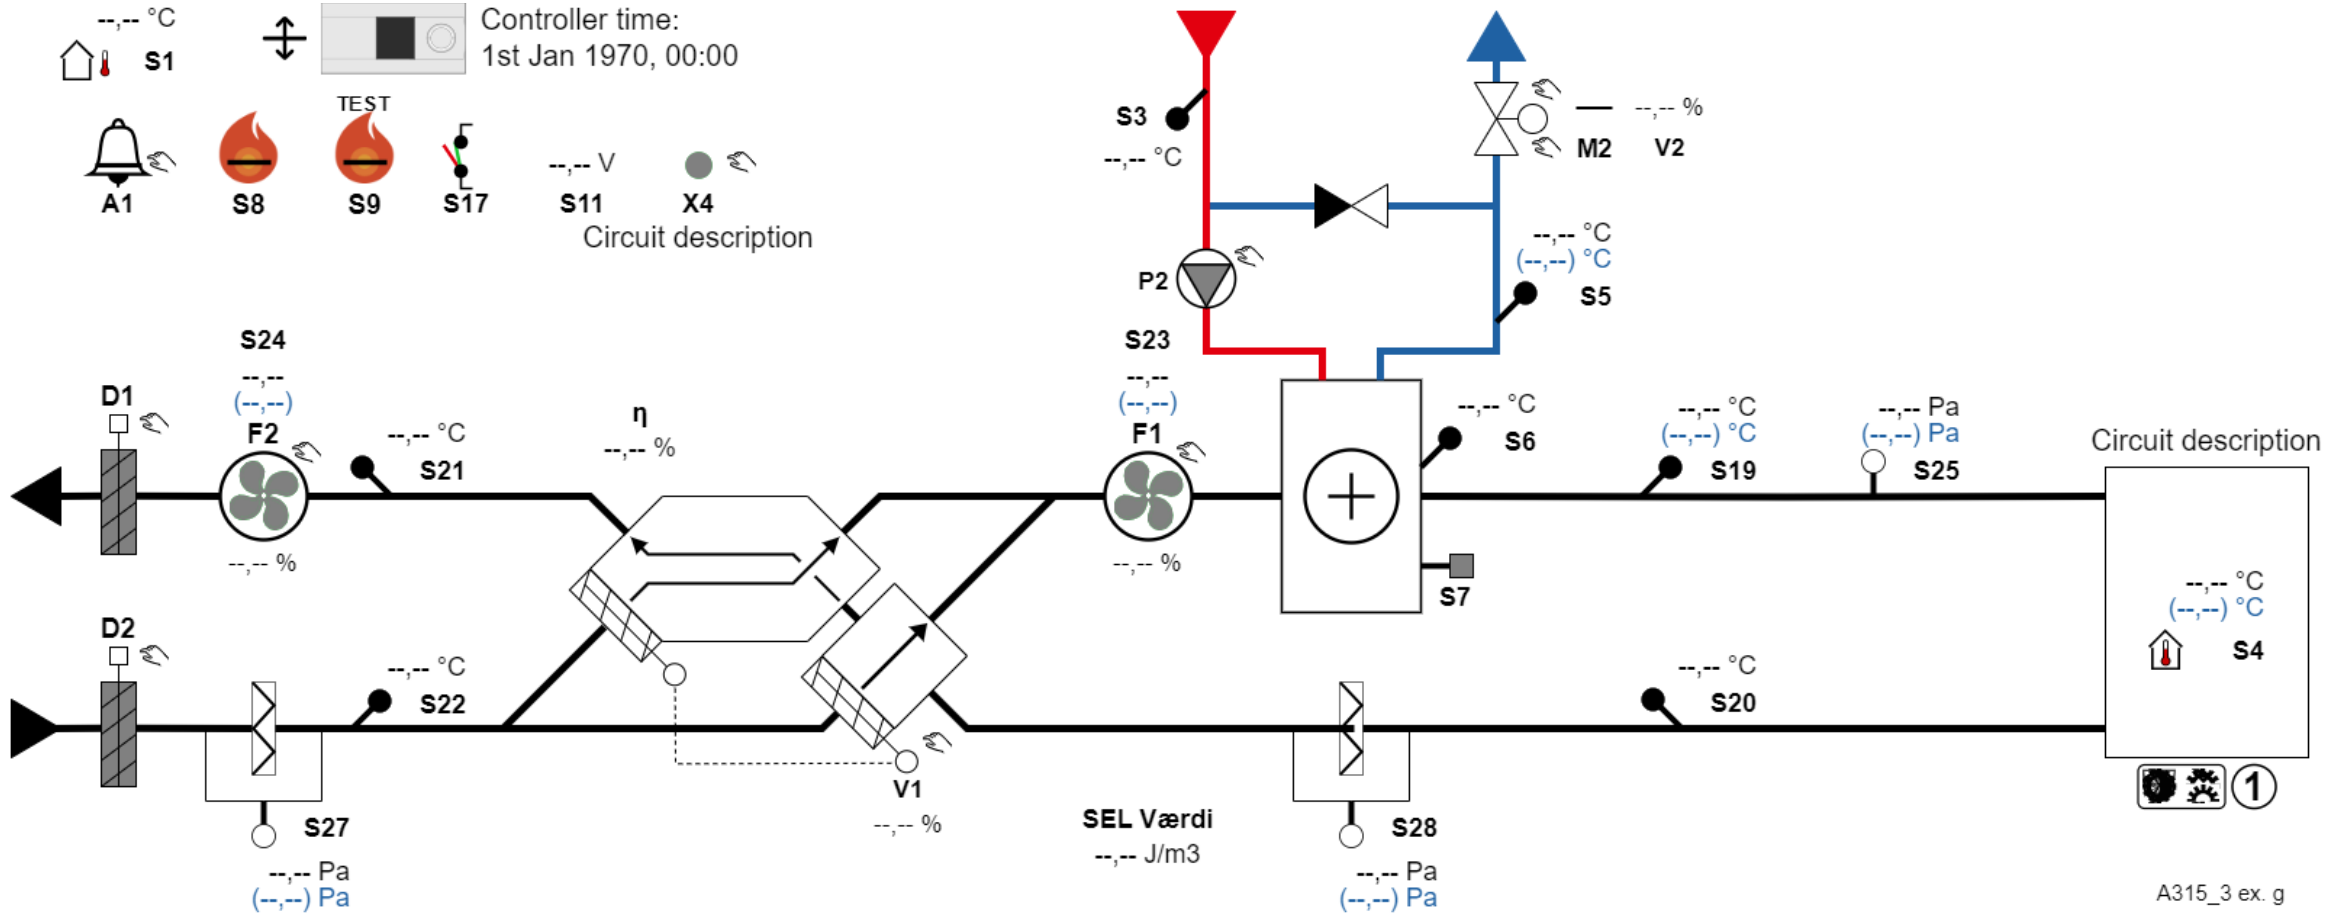 --,-- °C
S1
Controller time:
1st Jan 1970, 00:00
A1
S8
TEST
S9
S17
--,-- V
S11
X4
Circuit description
S3
--,-- °C
--,-- %
M2
V2
--,-- °C
(--,--) °C
S5
P2
S24
--,--
(--,--)
F2
--,-- %
D1
--,-- °C
S21
η
--,-- %
S23
--,--
(--,--)
F1
--,-- %
--,-- °C
S6
S7
--,-- °C
(--,--) °C
S19
--,-- Pa
(--,--) Pa
S25
Circuit description
--,-- °C
(--,--) °C
S4
1
D2
--,-- °C
S22
S27
--,-- Pa
(--,--) Pa
V1
--,-- %
SEL Værdi
--,-- J/m3
S28
--,-- Pa
(--,--) Pa
--,-- °C
S20
A315_3 ex. g